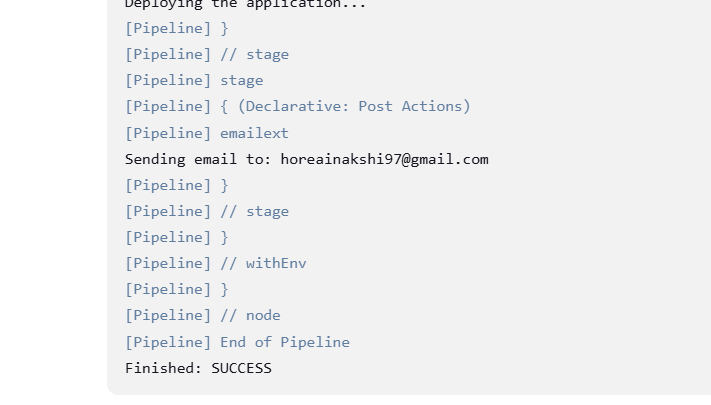 Deploying the application...
[Pipeline] }
[Pipeline] // stage
[Pipeline] stage
[Pipeline] { (Declarative: Post Actions)
[Pipeline] emailext
Sending email to: horeainakshi97@gmail.com
[Pipeline] }
[Pipeline] // stage
[Pipeline] }
[Pipeline] // withEnv
[Pipeline] }
[Pipeline] // node
[Pipeline] End of Pipeline
Finished: SUCCESS